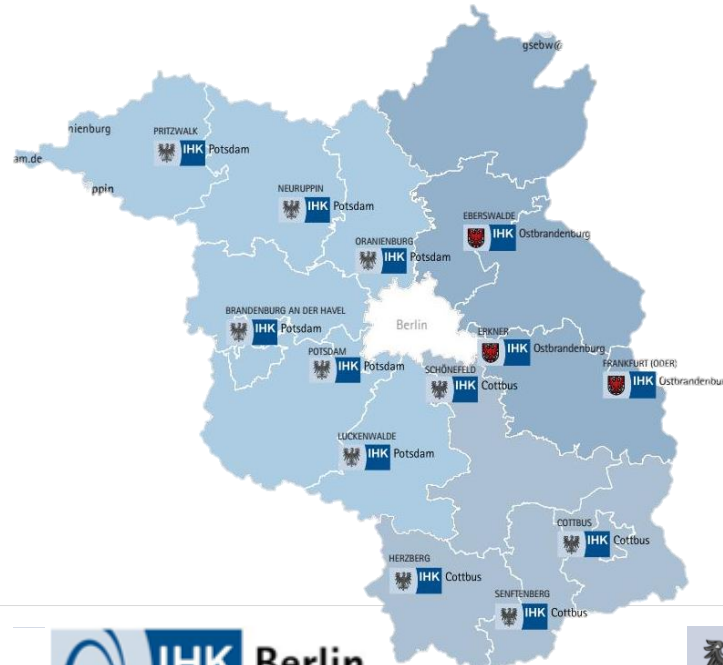 gsebw@
nienburg
PRITZWALK
IHK Potsdam
am.de
ppin
NEURUPPIN
IHK Potsdam
EBERSWALDE
IHK Ostbrandenburg
ORANIENBURG
IHK Potsdam
BRANDENBURG AN DER HAVEL
IHK Potsdam
Berlin
ERKNER
IHK Ostbrandenburg
POTSDAM
IHK Potsdam
SCHÖNEFELD
IHK Cottbus
FRANKFURT (ODER)
IHK Ostbrandenbu
LUCKENWALDE
IHK Potsdam
COTTBUS
IHK Cottbus
HERZBERG
IHK Cottbus
SENFTENBERG
IHK Cottbus
IHK Berlin